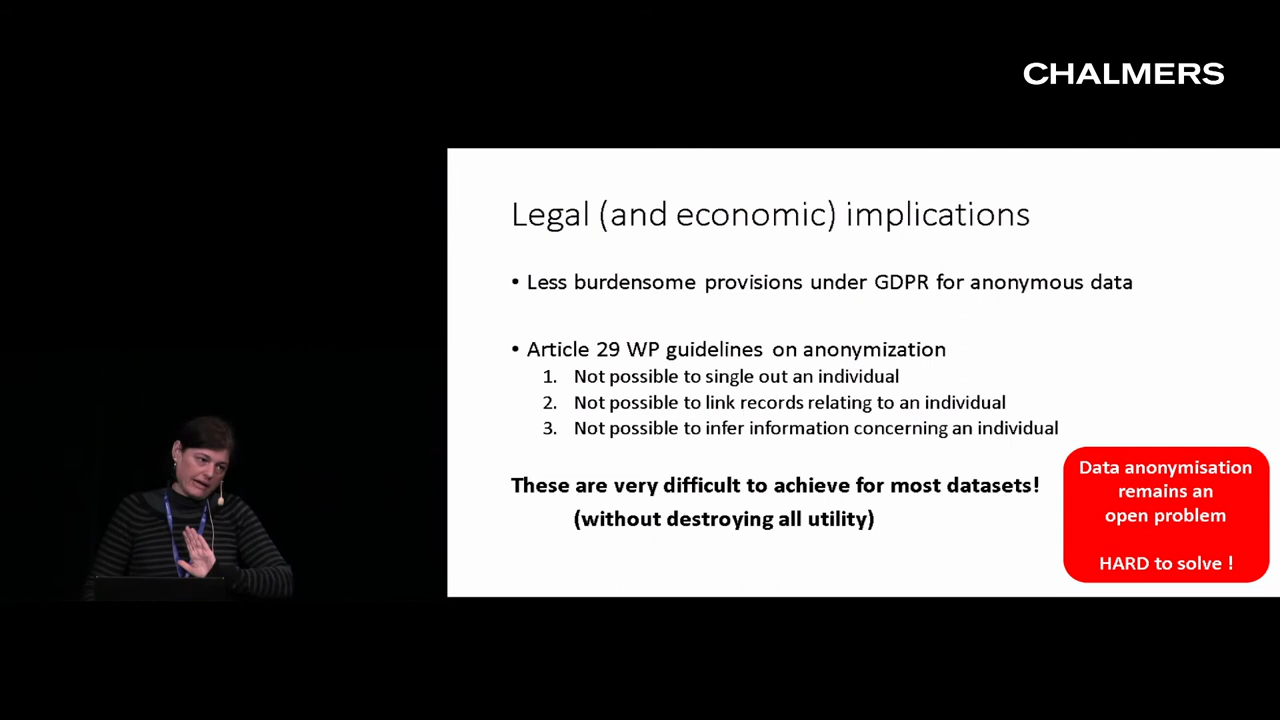 CHALMERS
Legal (and economic) implications
• Less burdensome provisions under GDPR for anonymous data
• Article 29 WP guidelines on anonymization
1. Not possible to single out an individual
2. Not possible to link records relating to an individual
3. Not possible to infer information concerning an individual
These are very difficult to achieve for most datasets!
(without destroying all utility)
Data anonymisation
remains an
open problem
HARD to solve !